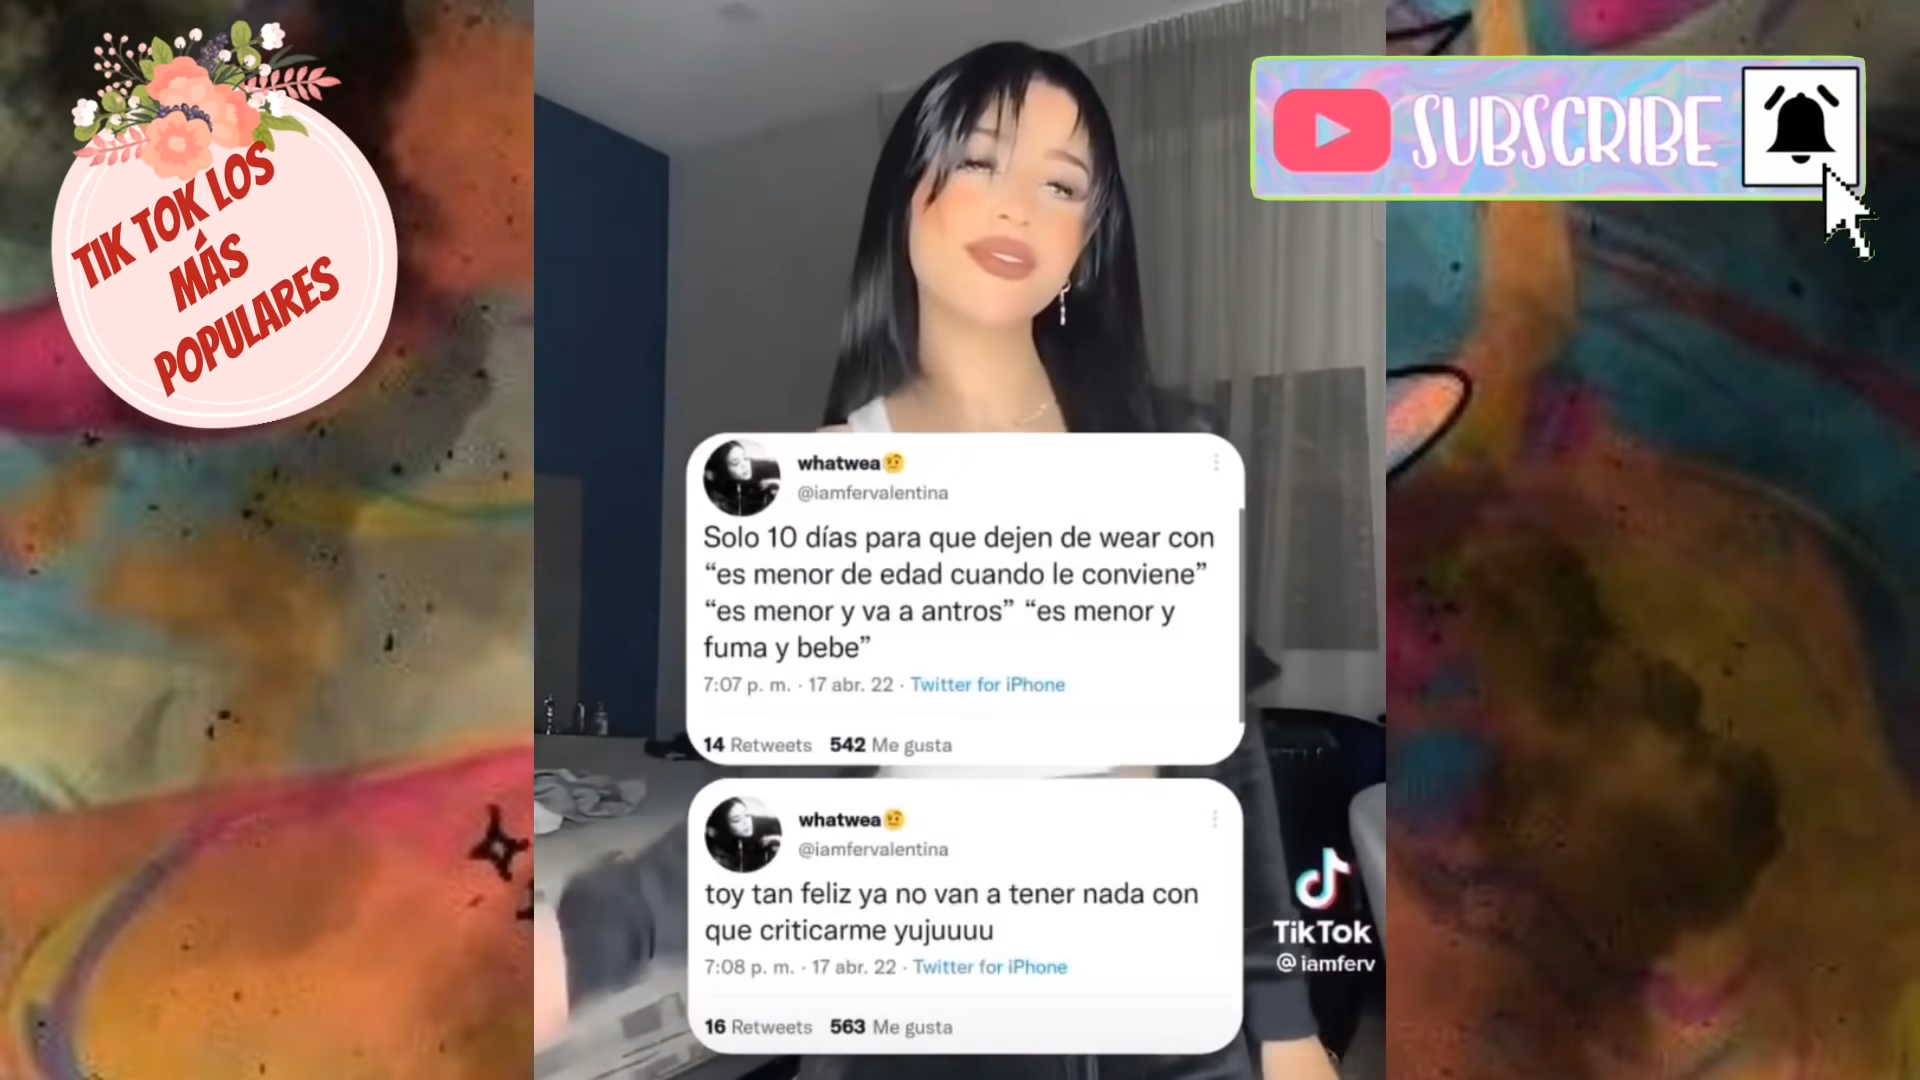 TIK TOK LOS
MÁS
POPULARES
SUBSCRIBE
whatwea🤨
@iamfervalentina
Solo 10 días para que dejen de wear con
“es menor de edad cuando le conviene”
“es menor y va a antros” “es menor y
fuma y bebe”
7:07 p. m. · 17 abr. 22 · Twitter for iPhone
14 Retweets 542 Me gusta
whatwea🤨
@iamfervalentina
toy tan feliz ya no van a tener nada con
que criticarme yujuuuu
7:08 p. m. · 17 abr. 22 · Twitter for iPhone
16 Retweets 563 Me gusta
TikTok
@iamferv